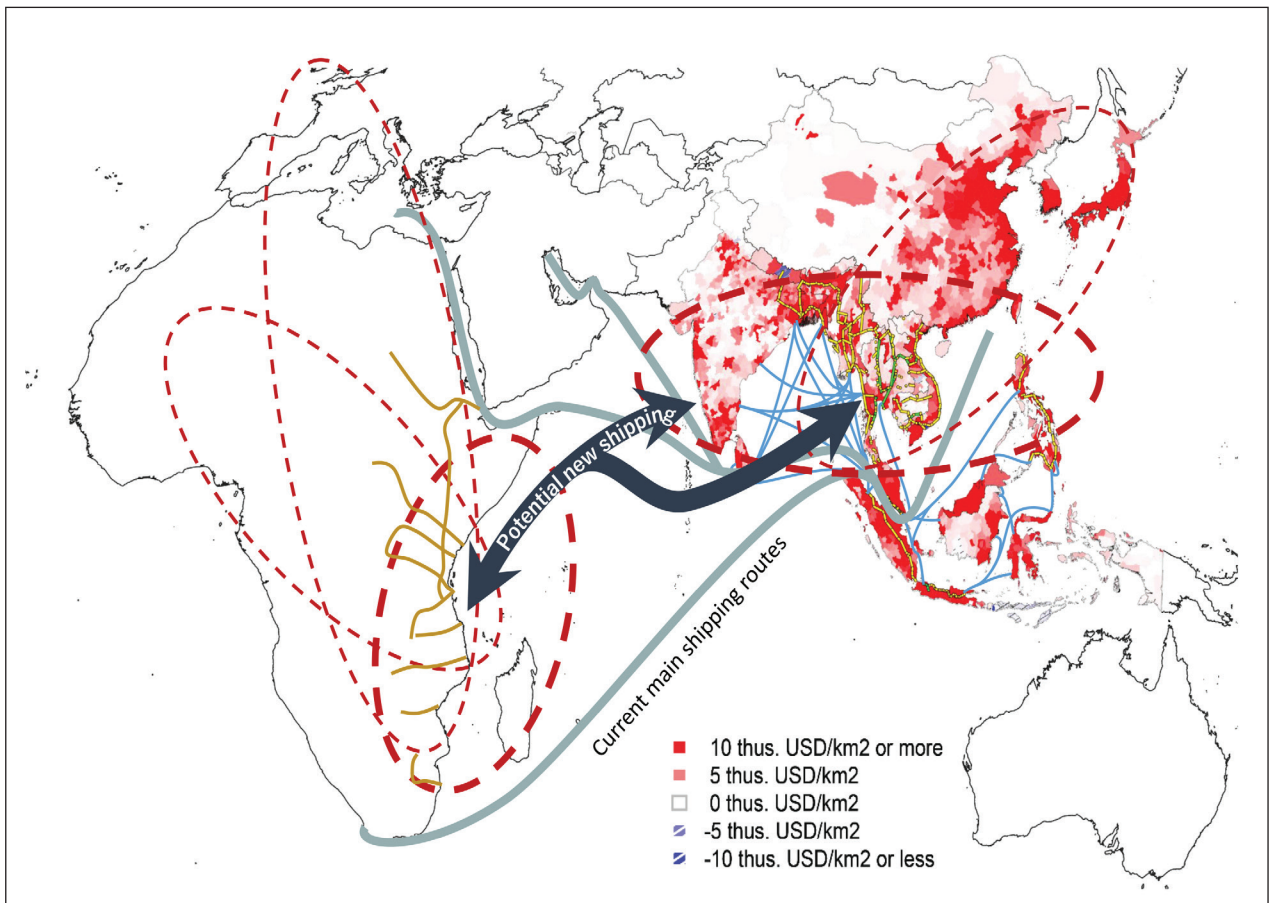 Potential new shipping
Current main shipping routes
10 thus. USD/km2 or more
5 thus. USD/km2
0 thus. USD/km2
-5 thus. USD/km2
-10 thus. USD/km2 or less